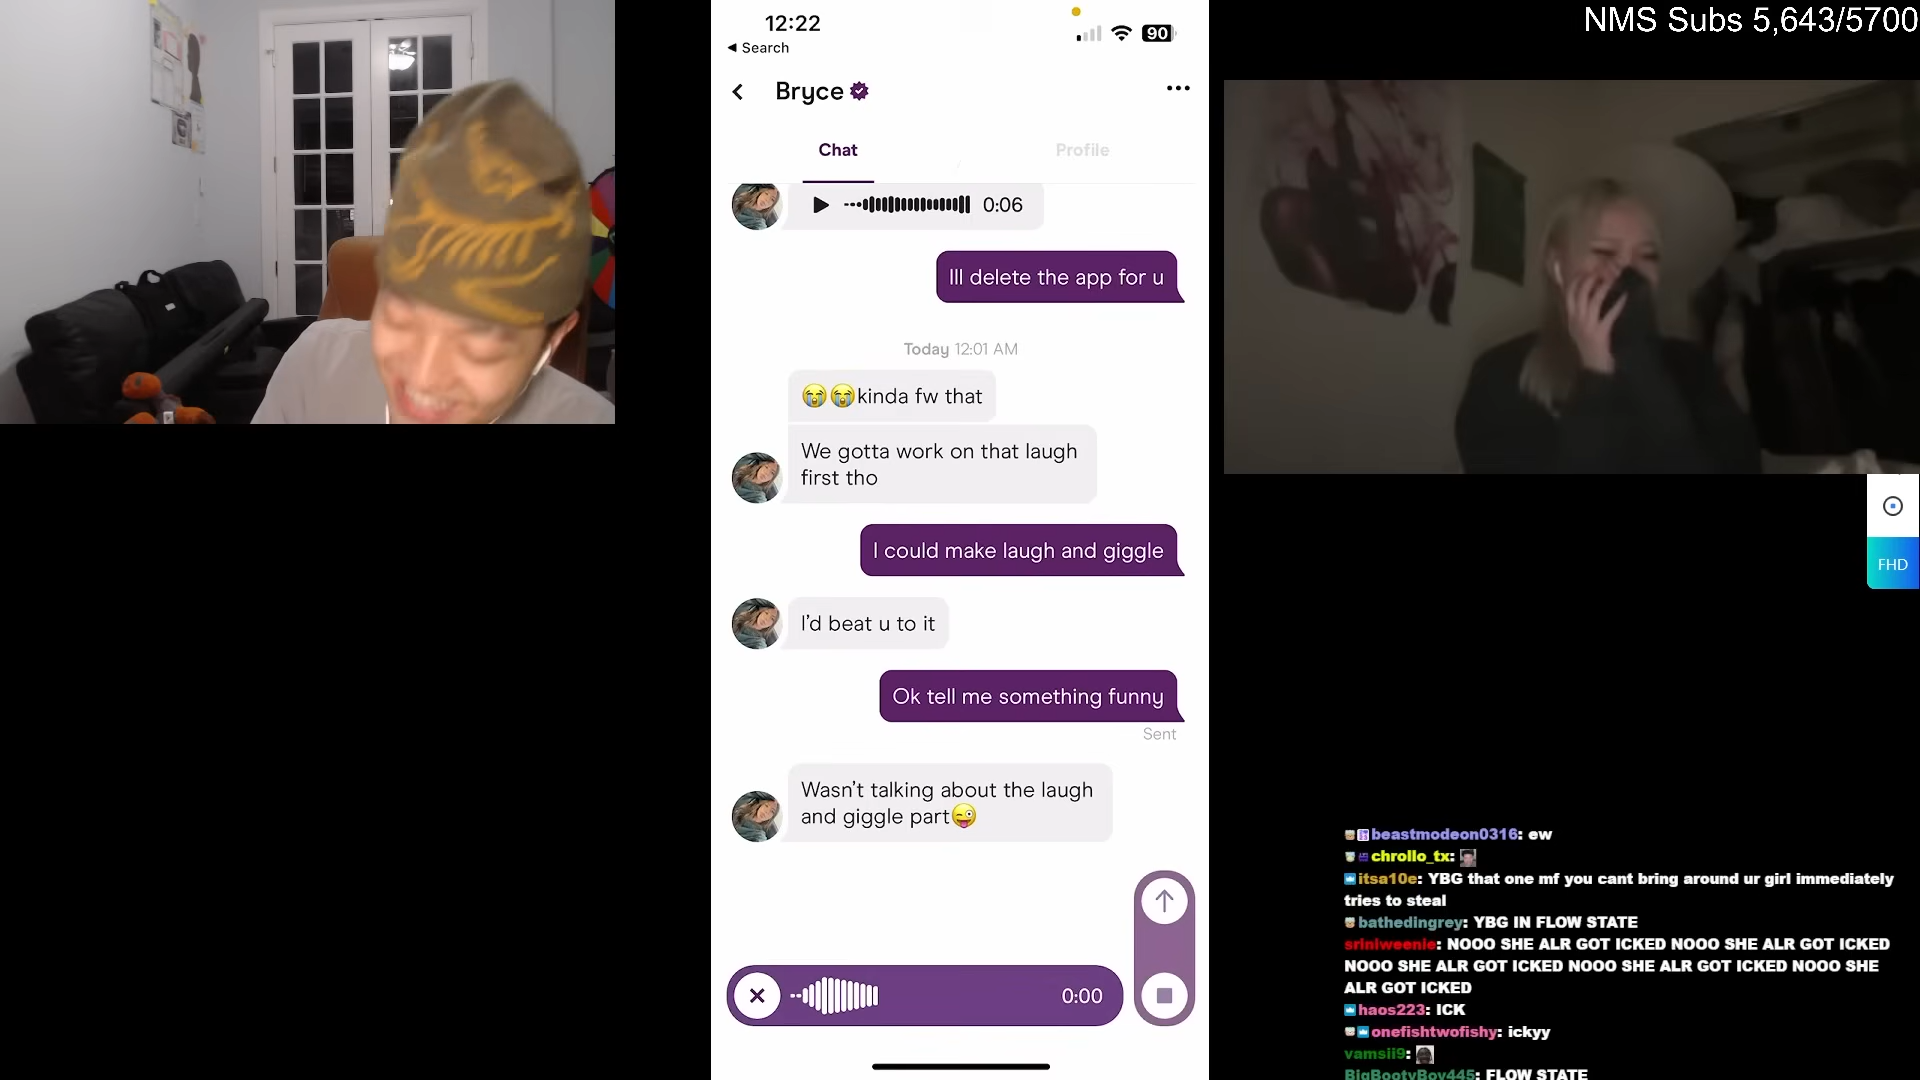 NMS Subs 5,643/5700
12:22
90
Search
Bryce
Chat
Profile
0:06
Ill delete the app for u
Today 12:01 AM
😭😭kinda fw that
We gotta work on that laugh
first tho
I could make laugh and giggle
I'd beat u to it
Ok tell me something funny
Sent
Wasn't talking about the laugh
and giggle part😜
0:00
FHD
beastmodeon0316: ew
chrollo_tx:
itsa10e: YBG that one mf you cant bring around ur girl immediately
tries to steal
bathedingrey: YBG IN FLOW STATE
sriniweenie: NOOO SHE ALR GOT ICKED NOOO SHE ALR GOT ICKED
NOOO SHE ALR GOT ICKED NOOO SHE ALR GOT ICKED NOOO SHE
ALR GOT ICKED
haos223: ICK
onefishtwofishy: ickyy
vamsii9:
BigBootyBoy445: FLOW STATE